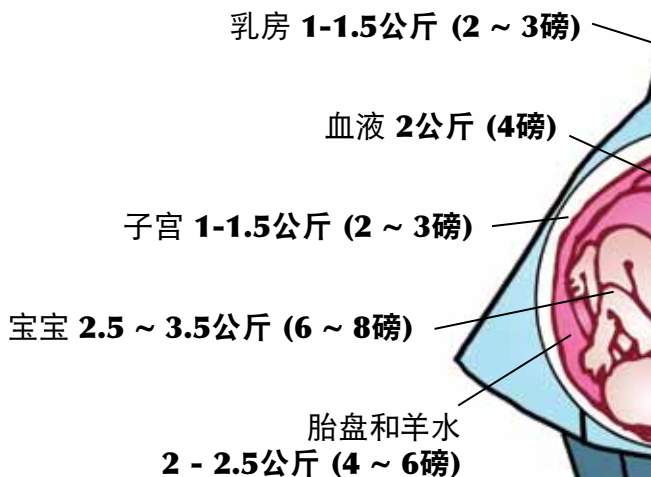 乳房 1-1.5公斤 (2 ~ 3磅)
血液 2公斤 (4磅)
子宫 1-1.5公斤 (2 ~ 3磅)
宝宝 2.5 ~ 3.5公斤 (6 ~ 8磅)
胎盘和羊水
2 - 2.5公斤 (4 ~ 6磅)